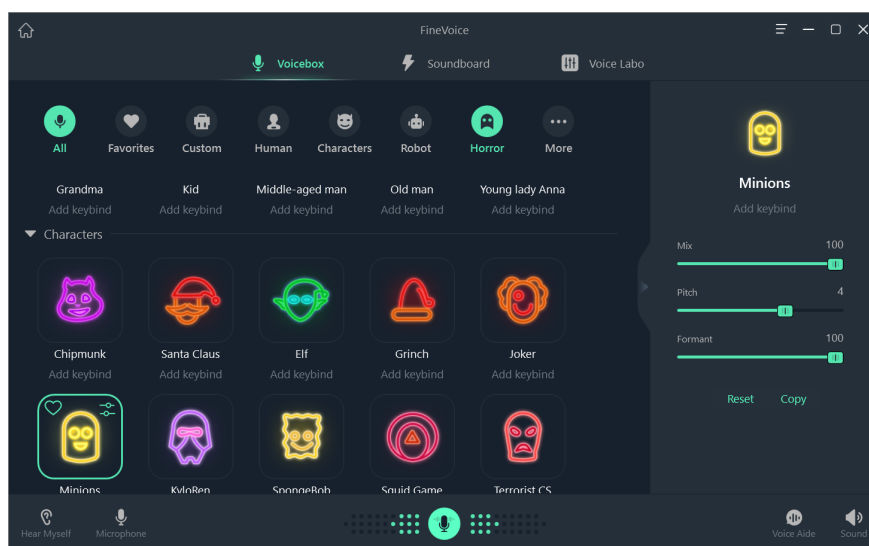 FineVoice
Voicebox Soundboard Voice Labo
All Favorites Custom Human Characters Robot Horror More
Grandma Kid Middle-aged man Old man Young lady Anna
Add keybind Add keybind Add keybind Add keybind Add keybind
Characters
Chipmunk Santa Claus Elf Grinch Joker
Add keybind Add keybind Add keybind Add keybind Add keybind
Minions KyloRen SpongeBob Squid Game Terrorist CS
Minions
Add keybind
Mix 100
Pitch 4
Formant 100
Reset Copy
Hear Myself Microphone Voice Aide Sound